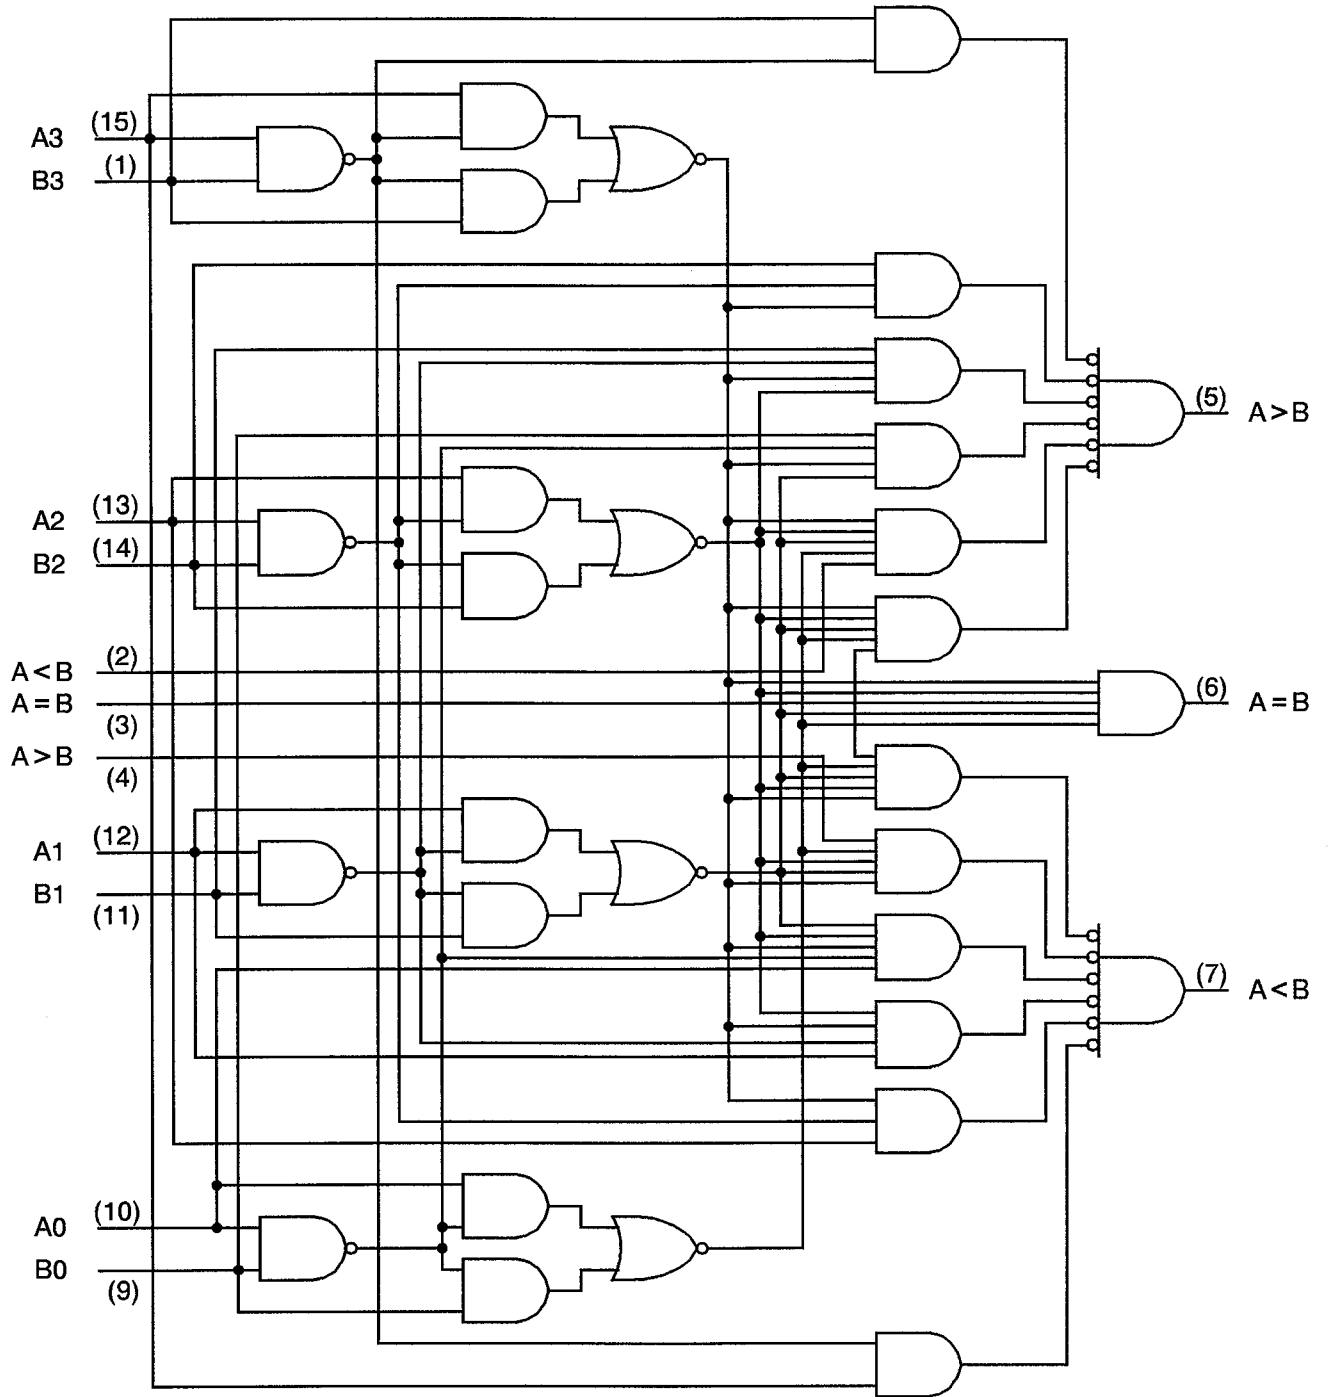 A3 (15)
B3 (1)
(5) A > B
A2 (13)
B2 (14)
A < B (2)
A = B (3)
(6) A = B
A > B (4)
A1 (12)
B1 (11)
(7) A < B
A0 (10)
B0 (9)